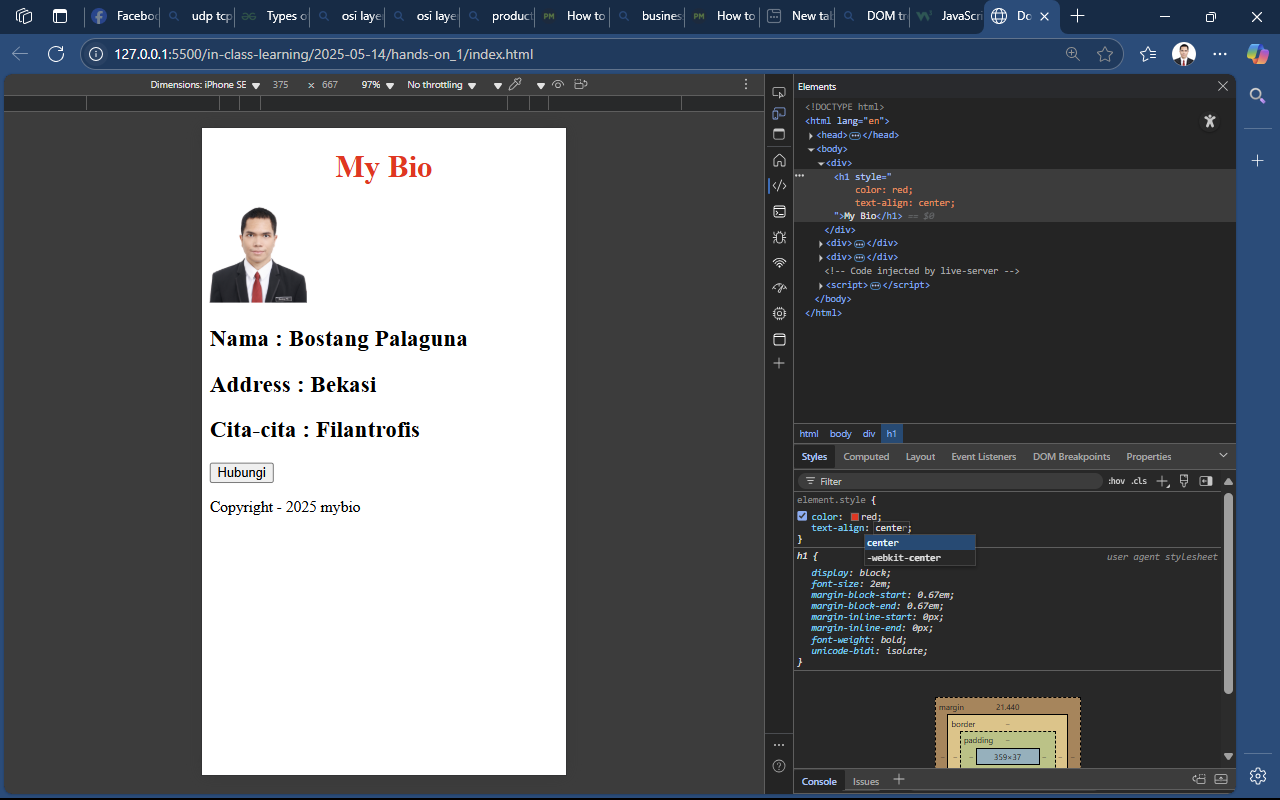 Faceboo
udp tcp
Types o
osi laye
osi laye
product
How to
busines
How to
New tab
DOM tr
JavaScri
Do
127.0.0.1:5500/in-class-learning/2025-05-14/hands-on_1/index.html
Dimensions: iPhone SE 375 × 667 97% No throttling
My Bio
Nama : Bostang Palaguna
Address : Bekasi
Cita-cita : Filantrofis
Hubungi
Copyright - 2025 mybio
Elements
<!DOCTYPE html>
<html lang="en">
<head>…</head>
<body>
<div>
<h1 style="
color: red;
text-align: center;
">My Bio</h1> == $0
</div>
<div>…</div>
<div>…</div>
<!-- Code injected by live-server -->
<script>…</script>
</body>
</html>
html body div h1
Styles Computed Layout Event Listeners DOM Breakpoints Properties
Filter :hov .cls
element.style {
color: red;
text-align: center;
}
center
-webkit-center
h1 { user agent stylesheet
display: block;
font-size: 2em;
margin-block-start: 0.67em;
margin-block-end: 0.67em;
margin-inline-start: 0px;
margin-inline-end: 0px;
font-weight: bold;
unicode-bidi: isolate;
}
margin 21.440
border -
padding -
- - - 359×37 - - -
Console Issues